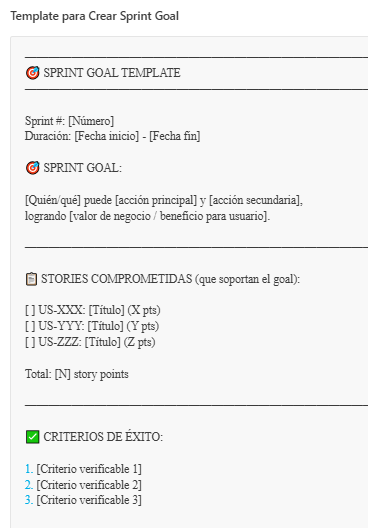 Template para Crear Sprint Goal
🎯 SPRINT GOAL TEMPLATE
Sprint #: [Número]
Duración: [Fecha inicio] - [Fecha fin]
🎯 SPRINT GOAL:
[Quién/qué] puede [acción principal] y [acción secundaria],
logrando [valor de negocio / beneficio para usuario].
📋 STORIES COMPROMETIDAS (que soportan el goal):
[ ] US-XXX: [Título] (X pts)
[ ] US-YYY: [Título] (Y pts)
[ ] US-ZZZ: [Título] (Z pts)
Total: [N] story points
✅ CRITERIOS DE ÉXITO:
1. [Criterio verificable 1]
2. [Criterio verificable 2]
3. [Criterio verificable 3]